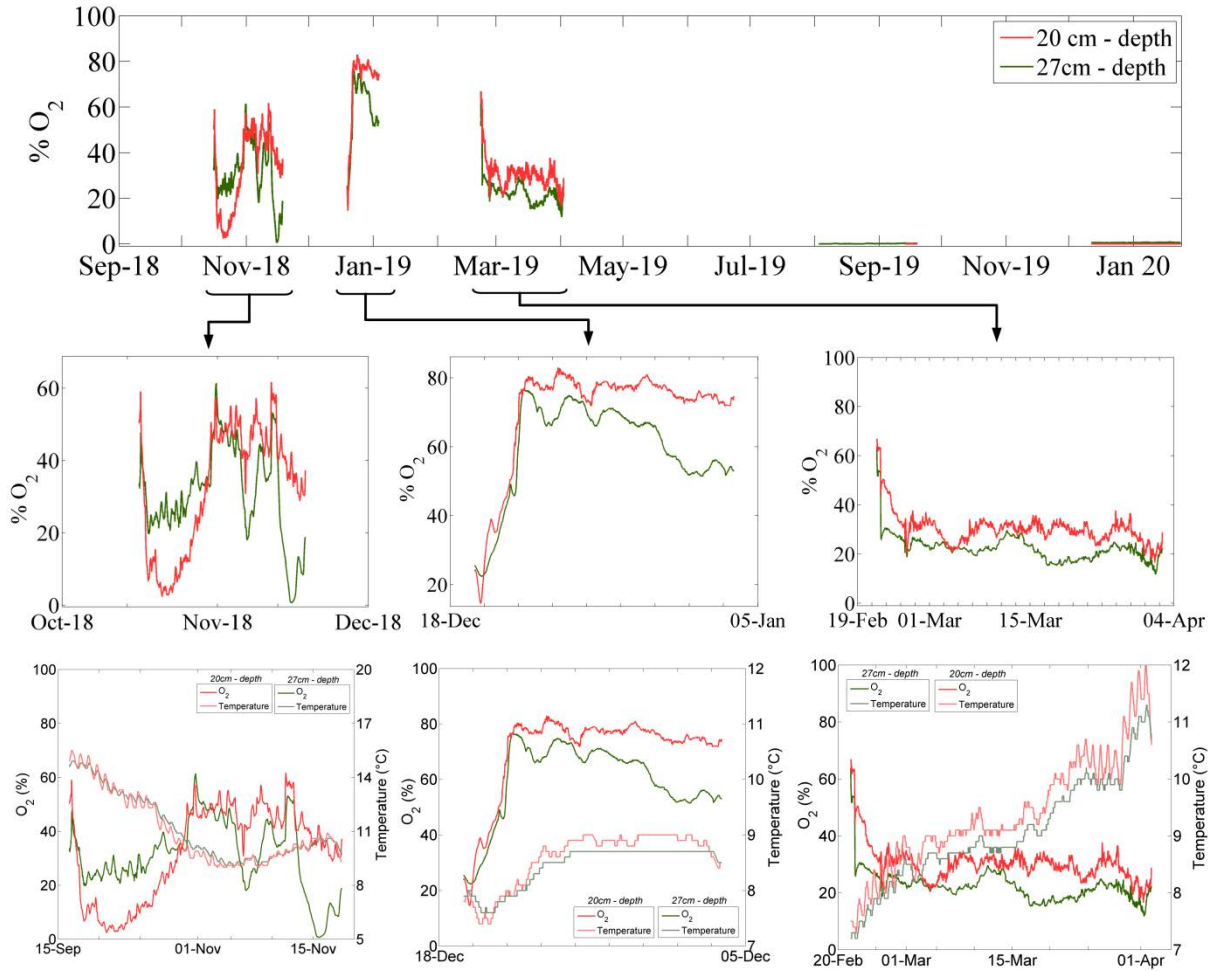 100
80
60
40
20
0
% O2
20 cm - depth
27cm - depth
Sep-18 Nov-18 Jan-19 Mar-19 May-19 Jul-19 Sep-19 Nov-19 Jan 20
60
40
20
0
% O2
Oct-18 Nov-18 Dec-18
80
60
40
20
% O2
18-Dec 05-Jan
100
80
60
40
20
0
% O2
19-Feb 01-Mar 15-Mar 04-Apr
100
80
60
40
20
0
O2 (%)
20cm - depth 27cm - depth
O2 O2
Temperature Temperature
20
17
15
13
11
9
8
5
Temperature (°C)
15-Sep 01-Nov 15-Nov
100
80
60
40
20
0
O2 (%)
20cm - depth 27cm - depth
O2 O2
Temperature Temperature
12
11
10
9
8
7
Temperature (°C)
18-Dec 05-Dec
100
80
60
40
20
0
O2 (%)
27cm - depth 20cm - depth
O2 O2
Temperature Temperature
12
11
10
9
8
7
Temperature (°C)
20-Feb 01-Mar 15-Mar 01-Apr